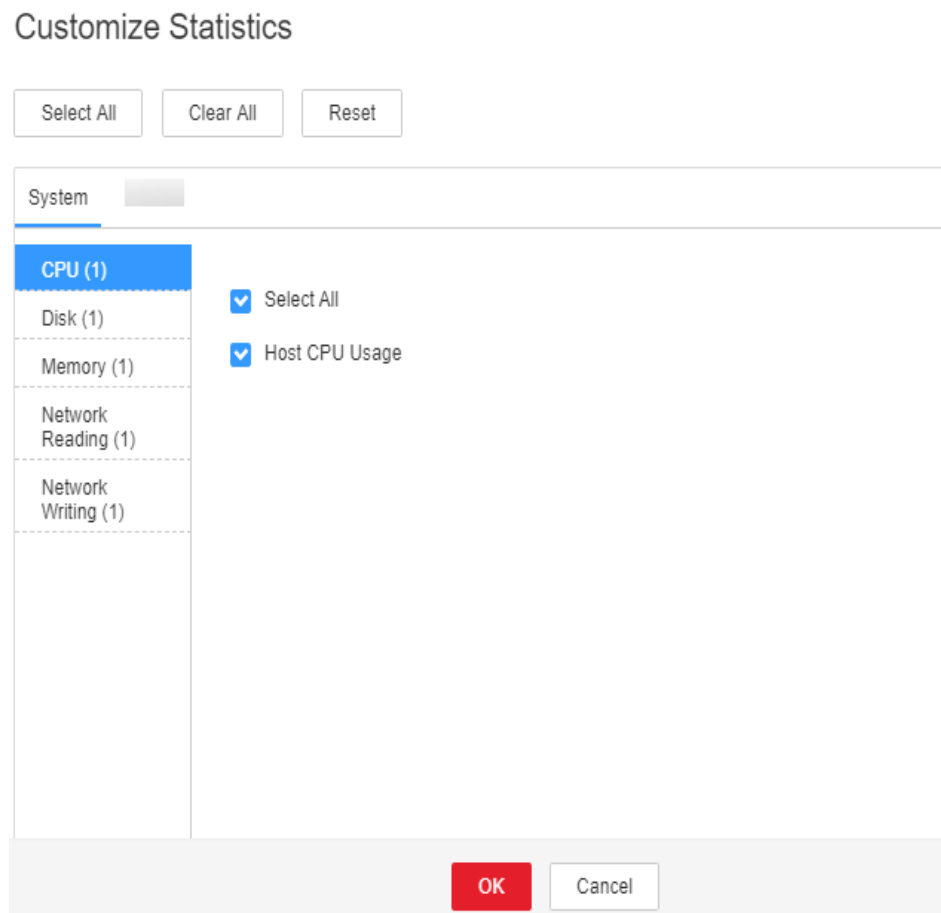 Customize Statistics
Select All
Clear All
Reset
System
CPU (1)
Disk (1)
Memory (1)
Network
Reading (1)
Network
Writing (1)
Select All
Host CPU Usage
OK
Cancel